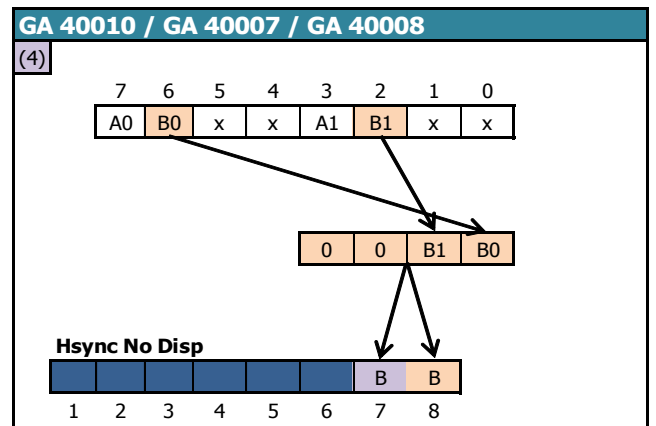 GA 40010 / GA 40007 / GA 40008
(4)
7 6 5 4 3 2 1 0
A0 B0 x x A1 B1 x x
0 0 B1 B0
Hsync No Disp
B B
1 2 3 4 5 6 7 8